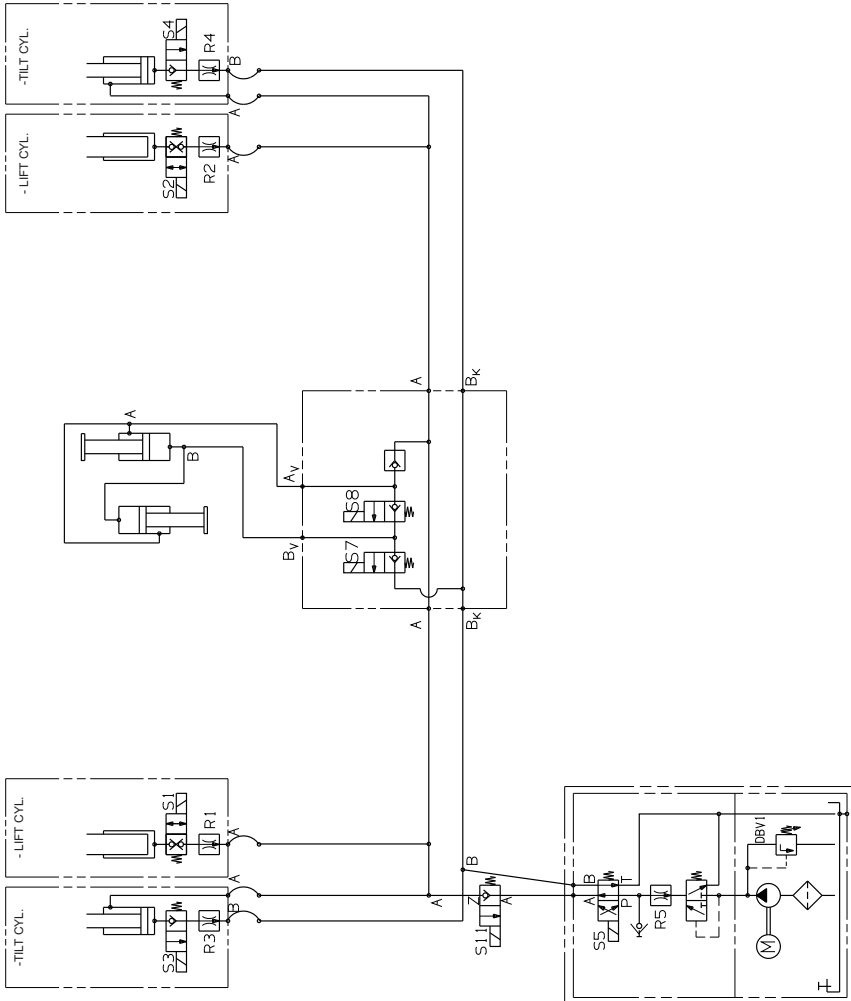 -TILT CYL.
S4
R4
B
A
- LIFT CYL.
S2
R2
A
A
B
A
BK
AV
S8
BV
S7
A
BK
- LIFT CYL.
S1
R1
A
-TILT CYL.
S3
R3
A
B
A
B
Z
S11
A
A
B
S5
P
T
R5
DBV1
M